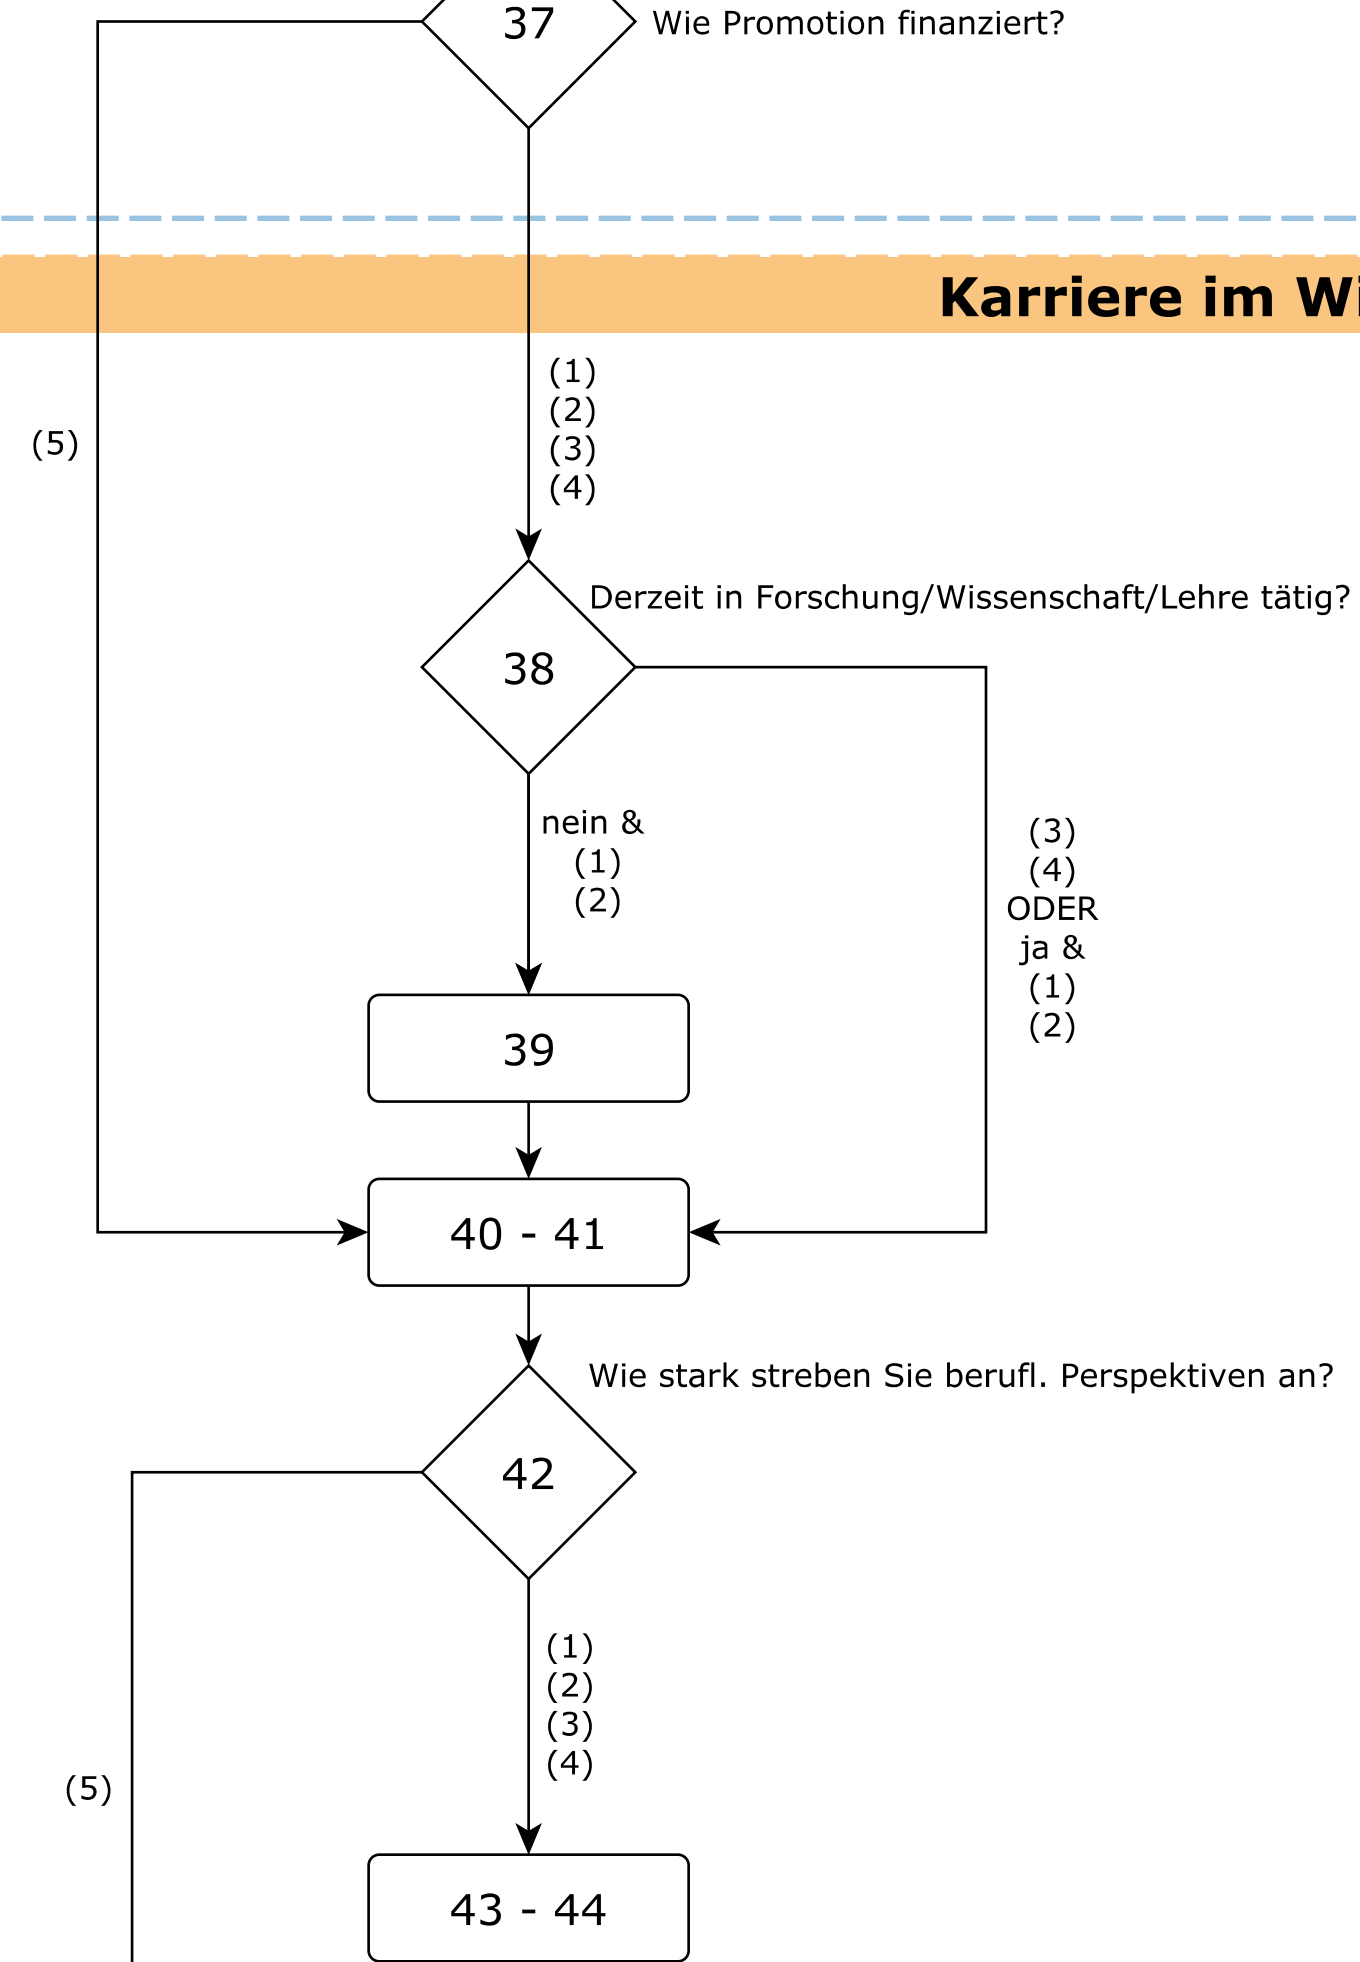 37
Wie Promotion finanziert?
Karriere im
(1)
(2)
(3)
(4)
(5)
Derzeit in Forschung/Wissenschaft/Lehre tätig?
38
nein &
(1)
(2)
(3)
(4)
ODER
ja &
(1)
(2)
39
40 - 41
Wie stark streben Sie berufl. Perspektiven an?
42
(1)
(2)
(3)
(4)
(5)
43 - 44